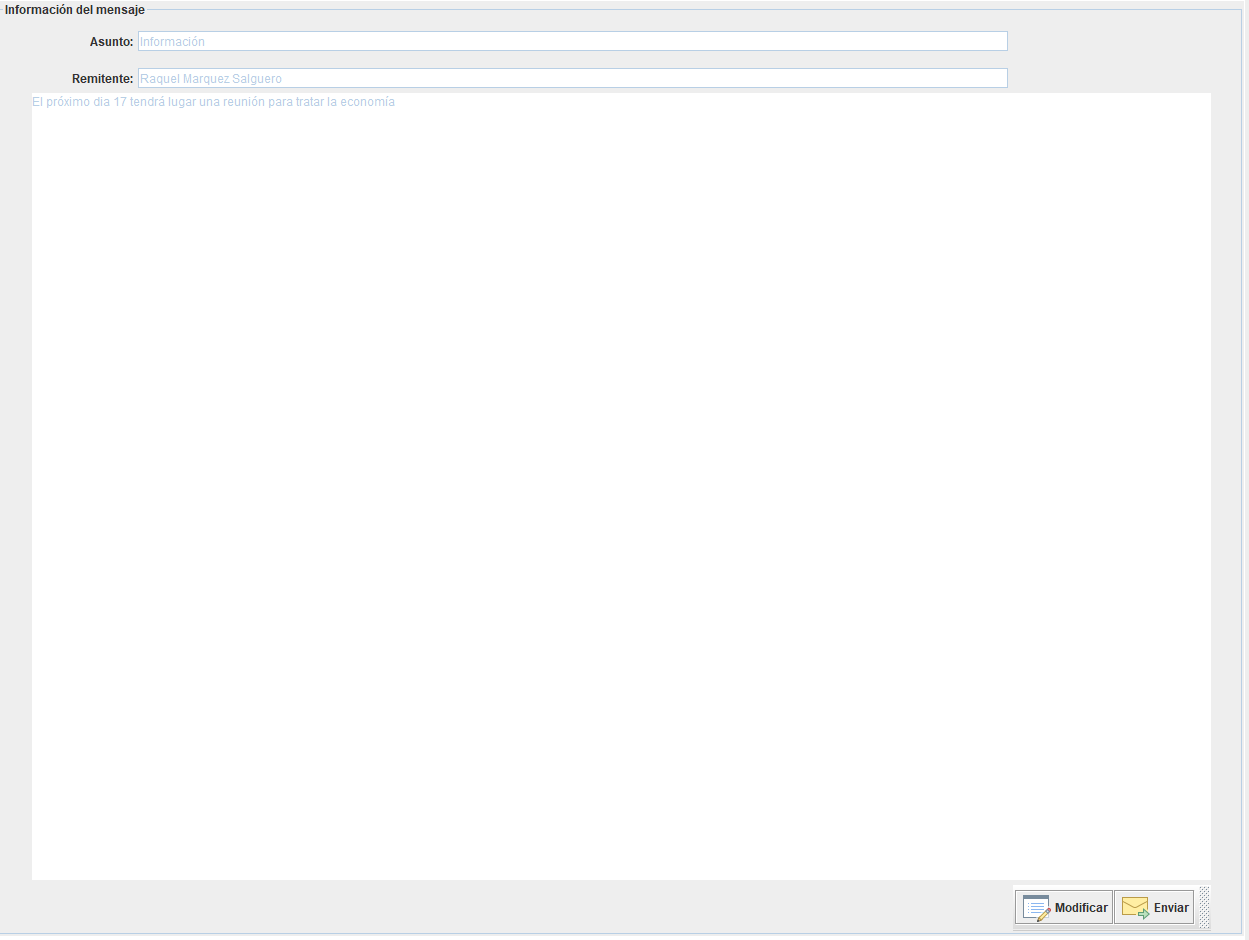 Información del mensaje
Asunto: Información
Remitente: Raquel Marquez Salguero
El próximo dia 17 tendrá lugar una reunión para tratar la economía
Modificar Enviar